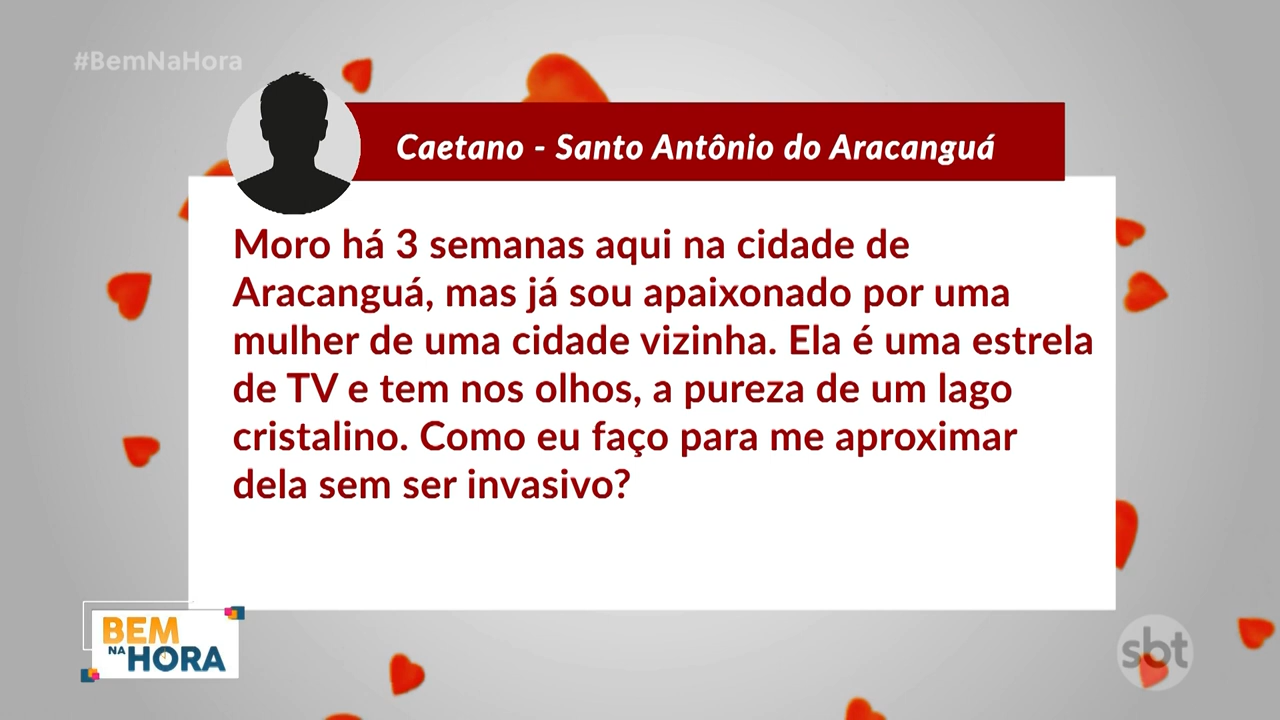 #BemNaHora
Caetano - Santo Antônio do Aracanguá
Moro há 3 semanas aqui na cidade de
Aracanguá, mas já sou apaixonado por uma
mulher de uma cidade vizinha. Ela é uma estrela
de TV e tem nos olhos, a pureza de um lago
cristalino. Como eu faço para me aproximar
dela sem ser invasivo?
BEM
NA HORA
sbt